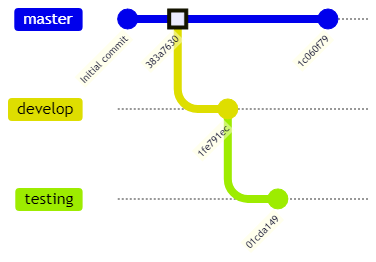 master
Initial commit
383a7630
1c060f79
develop
1fe791ec
testing
01cda149